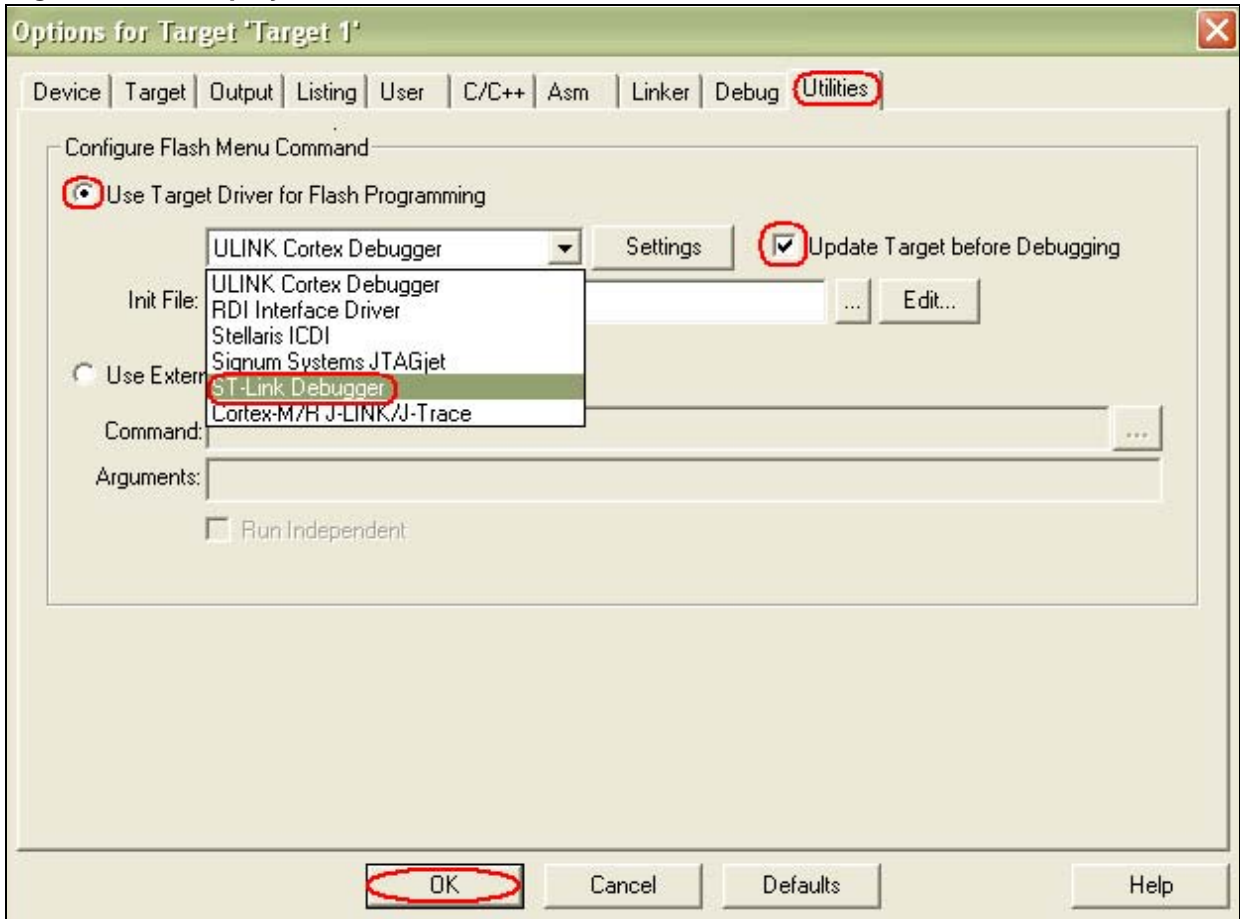 Options for Target 'Target 1'
Device Target Output Listing User C/C++ Asm Linker Debug Utilities
Configure Flash Menu Command
Use Target Driver for Flash Programming
ULINK Cortex Debugger Settings Update Target before Debugging
ULINK Cortex Debugger
Init File: RDI Interface Driver ... Edit...
Stellaris ICDI
Signum Systems JTAGjet
Use Extern ST-Link Debugger
Cortex-M/R J-LINK/J-Trace
Command: ...
Arguments:
Run Independent
OK Cancel Defaults Help